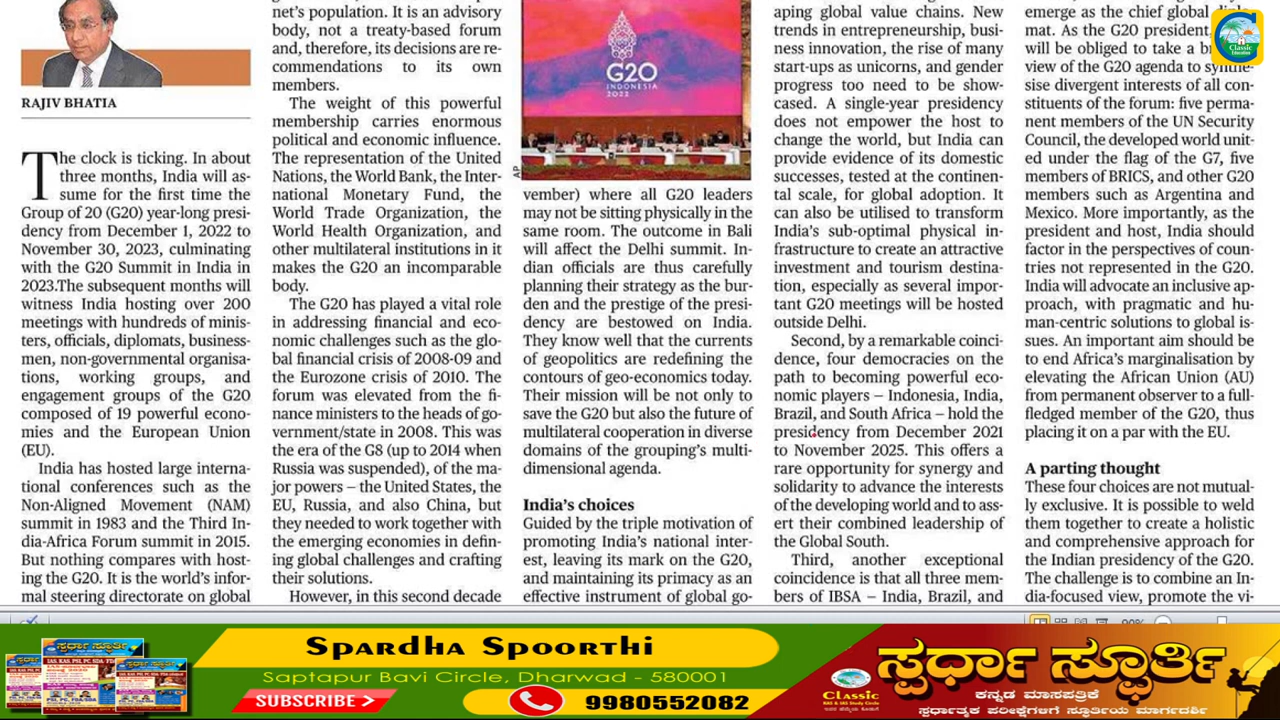 RAJIV BHATIA
The clock is ticking. In about
three months, India will as-
sume for the first time the
Group of 20 (G20) year-long presi-
dency from December 1, 2022 to
November 30, 2023, culminating
with the G20 Summit in India in
2023.The subsequent months will
witness India hosting over 200
meetings with hundreds of minis-
ters, officials, diplomats, business-
men, non-governmental organisa-
tions, working groups, and
engagement groups of the G20
composed of 19 powerful econo-
mies and the European Union
(EU).
India has hosted large interna-
tional conferences such as the
Non-Aligned Movement (NAM)
summit in 1983 and the Third In-
dia-Africa Forum summit in 2015.
But nothing compares with host-
ing the G20. It is the world's infor-
mal steering directorate on global
net's population. It is an advisory
body, not a treaty-based forum
and, therefore, its decisions are re-
commendations to its own
members.
The weight of this powerful
membership carries enormous
political and economic influence.
The representation of the United
Nations, the World Bank, the Inter-
national Monetary Fund, the
World Trade Organization, the
World Health Organization, and
other multilateral institutions in it
makes the G20 an incomparable
body.
The G20 has played a vital role
in addressing financial and eco-
nomic challenges such as the glo-
bal financial crisis of 2008-09 and
the Eurozone crisis of 2010. The
forum was elevated from the fi-
nance ministers to the heads of go-
vernment/state in 2008. This was
the era of the G8 (up to 2014 when
Russia was suspended), of the ma-
jor powers – the United States, the
EU, Russia, and also China, but
they needed to work together with
the emerging economies in defin-
ing global challenges and crafting
their solutions.
However, in this second decade
G20
INDONESIA
2022
AP
vember) where all G20 leaders
may not be sitting physically in the
same room. The outcome in Bali
will affect the Delhi summit. In-
dian officials are thus carefully
planning their strategy as the bur-
den and the prestige of the presi-
dency are bestowed on India.
They know well that the currents
of geopolitics are redefining the
contours of geo-economics today.
Their mission will be not only to
save the G20 but also the future of
multilateral cooperation in diverse
domains of the grouping's multi-
dimensional agenda.
India's choices
Guided by the triple motivation of
promoting India's national inter-
est, leaving its mark on the G20,
and maintaining its primacy as an
effective instrument of global go-
aping global value chains. New
trends in entrepreneurship, busi-
ness innovation, the rise of many
start-ups as unicorns, and gender
progress too need to be show-
cased. A single-year presidency
does not empower the host to
change the world, but India can
provide evidence of its domestic
successes, tested at the continen-
tal scale, for global adoption. It
can also be utilised to transform
India's sub-optimal physical in-
frastructure to create an attractive
investment and tourism destina-
tion, especially as several impor-
tant G20 meetings will be hosted
outside Delhi.
Second, by a remarkable coinci-
dence, four democracies on the
path to becoming powerful eco-
nomic players – Indonesia, India,
Brazil, and South Africa – hold the
presidency from December 2021
to November 2025. This offers a
rare opportunity for synergy and
solidarity to advance the interests
of the developing world and to ass-
ert their combined leadership of
the Global South.
Third, another exceptional
coincidence is that all three mem-
bers of IBSA – India, Brazil, and
emerge as the chief global diplo-
mat. As the G20 president
will be obliged to take a
view of the G20 agenda to synthe-
sise divergent interests of all con-
stituents of the forum: five perma-
nent members of the UN Security
Council, the developed world unit-
ed under the flag of the G7, five
members of BRICS, and other G20
members such as Argentina and
Mexico. More importantly, as the
president and host, India should
factor in the perspectives of coun-
tries not represented in the G20.
India will advocate an inclusive ap-
proach, with pragmatic and hu-
man-centric solutions to global is-
sues. An important aim should be
to end Africa's marginalisation by
elevating the African Union (AU)
from permanent observer to a full-
fledged member of the G20, thus
placing it on a par with the EU.
A parting thought
These four choices are not mutual-
ly exclusive. It is possible to weld
them together to create a holistic
and comprehensive approach for
the Indian presidency of the G20.
The challenge is to combine an In-
dia-focused view, promote the vi-
Classic
Education
Spardha Spoorthi
Saptapur Bavi Circle, Dharwad - 580001
SUBSCRIBE
9980552082
Classic
KAS & IAS Study Circle
ಸ್ಪರ್ಧಾ ಸ್ಫೂರ್ತಿ
ಕನ್ನಡ ಮಾಸಪತ್ರಿಕೆ
ಸ್ಪರ್ಧಾತ್ಮಕ ಪರೀಕ್ಷೆಗಳಿಗೆ ಸ್ಫೂರ್ತಿಯ ಮಾರ್ಗದರ್ಶಿ